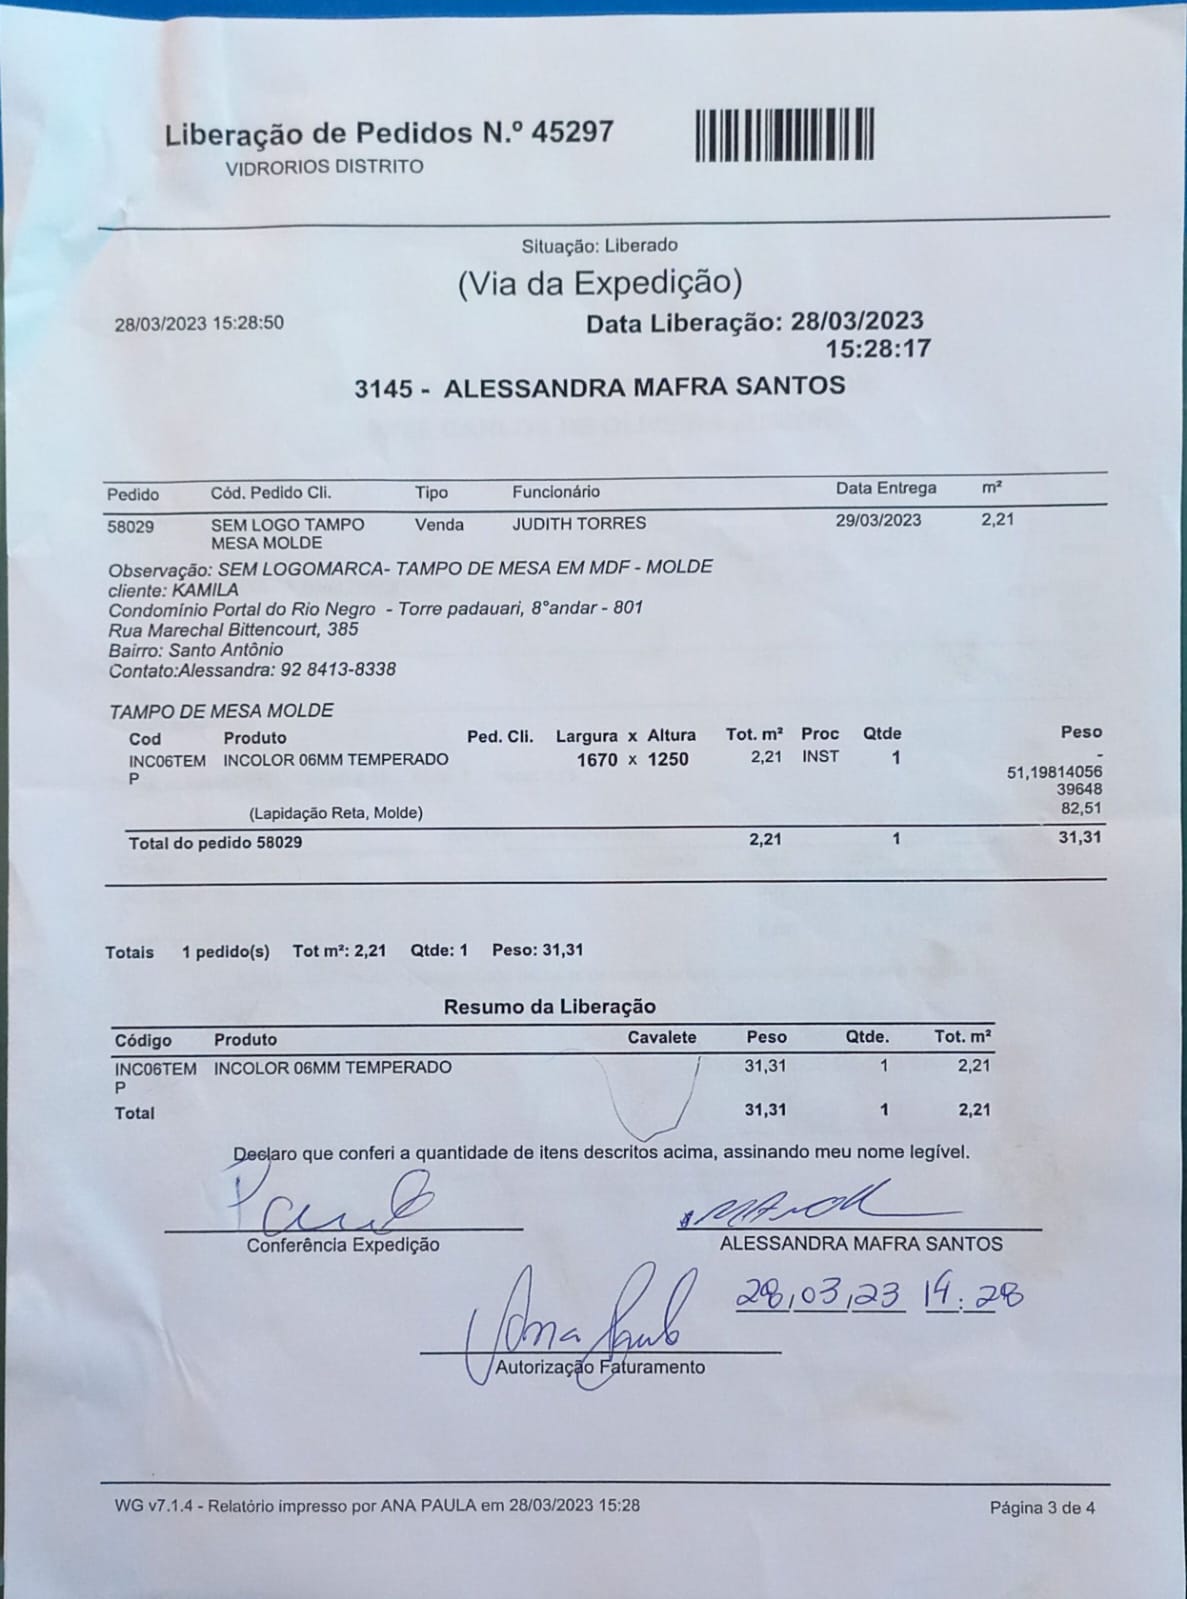 Liberação de Pedidos N.º 45297
VIDRORIOS DISTRITO
Situação: Liberado
(Via da Expedição)
28/03/2023 15:28:50 Data Liberação: 28/03/2023
15:28:17
3145 - ALESSANDRA MAFRA SANTOS
Pedido Cód. Pedido Cli. Tipo Funcionário Data Entrega m²
58029 SEM LOGO TAMPO Venda JUDITH TORRES 29/03/2023 2,21
MESA MOLDE
Observação: SEM LOGOMARCA- TAMPO DE MESA EM MDF - MOLDE
cliente: KAMILA
Condomínio Portal do Rio Negro - Torre padauari, 8°andar - 801
Rua Marechal Bittencourt, 385
Bairro: Santo Antônio
Contato:Alessandra: 92 8413-8338
TAMPO DE MESA MOLDE
Cod Produto Ped. Cli. Largura x Altura Tot. m² Proc Qtde Peso
INC06TEM INCOLOR 06MM TEMPERADO 1670 x 1250 2,21 INST 1 -
P 51,19814056
39648
(Lapidação Reta, Molde) 82,51
Total do pedido 58029 2,21 1 31,31
Totais 1 pedido(s) Tot m²: 2,21 Qtde: 1 Peso: 31,31
Resumo da Liberação
Código Produto Cavalete Peso Qtde. Tot. m²
INC06TEM INCOLOR 06MM TEMPERADO 31,31 1 2,21
P
Total 31,31 1 2,21
Declaro que conferi a quantidade de itens descritos acima, assinando meu nome legível.
Conferência Expedição ALESSANDRA MAFRA SANTOS
28,03,23 14:28
Ana Paula
Autorização Faturamento
WG v7.1.4 - Relatório impresso por ANA PAULA em 28/03/2023 15:28 Página 3 de 4